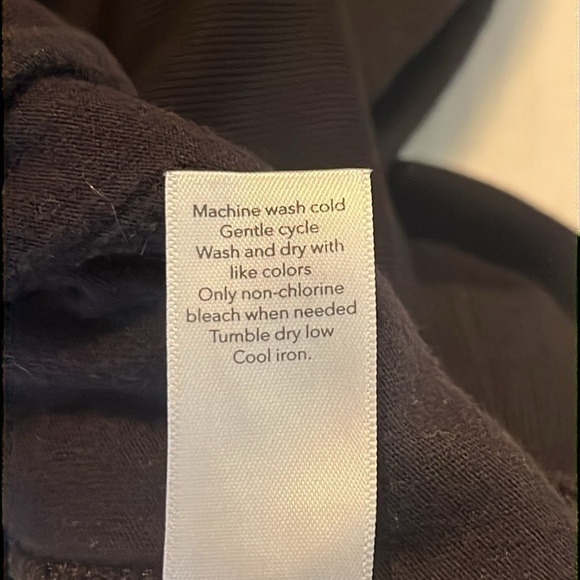 Machine wash cold
Gentle cycle
Wash and dry with
like colors
Only non-chlorine
bleach when needed
Tumble dry low
Cool iron.